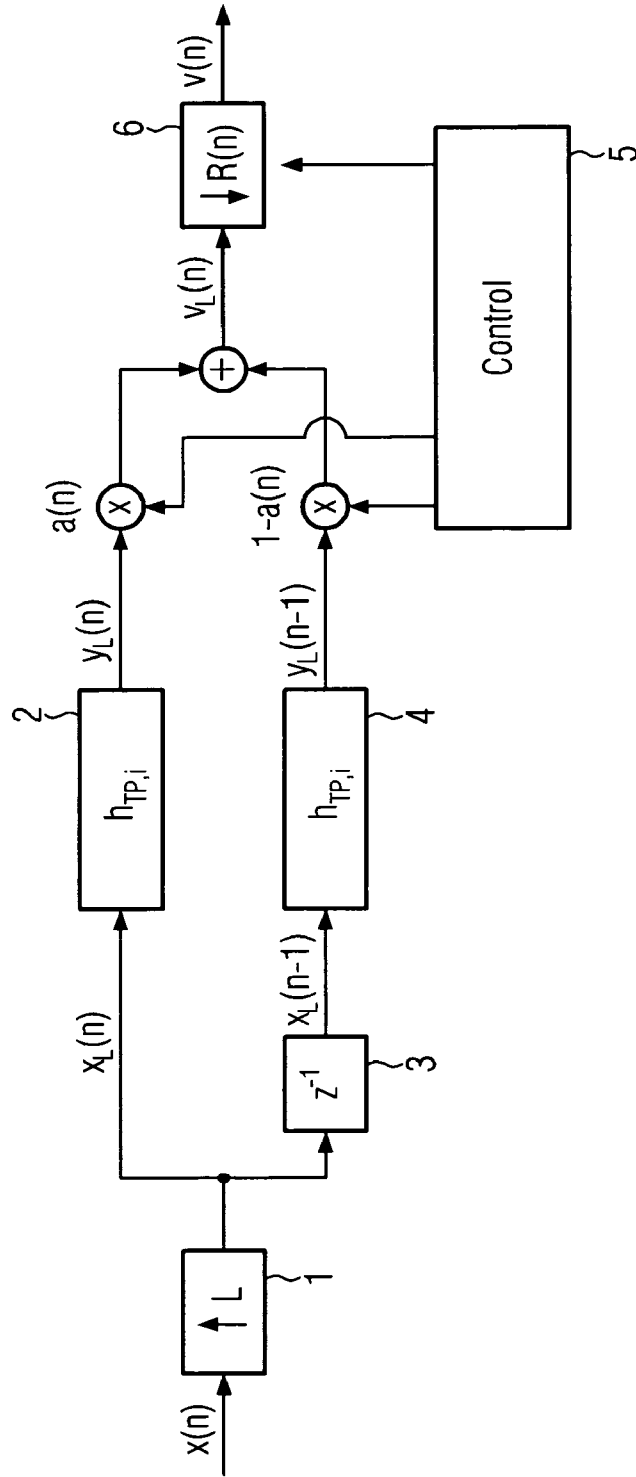 x(n)
↑ L
1
x_L(n)
z⁻¹
3
x_L(n-1)
2
h_TP,i
4
h_TP,i
y_L(n)
y_L(n-1)
a(n)
X
1-a(n)
X
+
v_L(n)
6
↓ R(n)
v(n)
Control
5